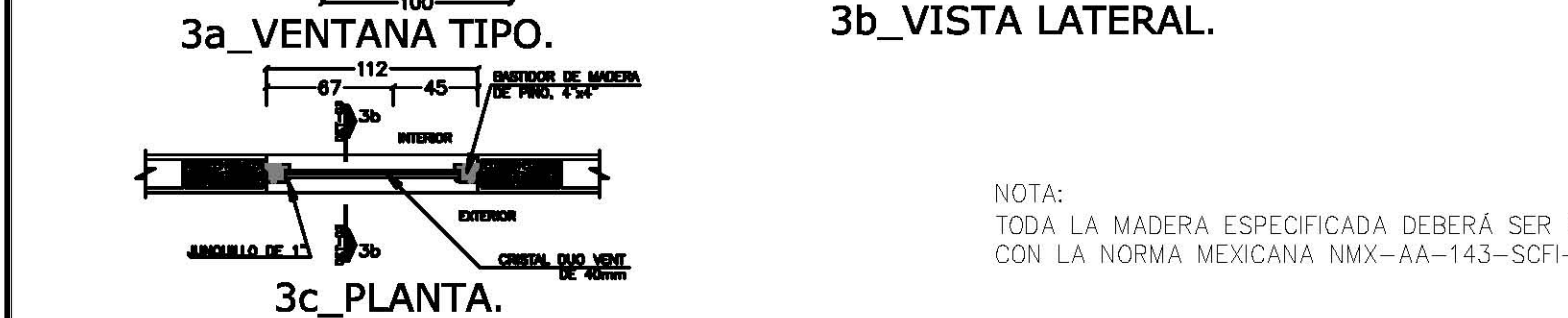 100
3a_VENTANA TIPO.
3b_VISTA LATERAL.
112
67
45
BASTIDOR DE MADERA
DE PINO, 4"x4"
3b
INTERIOR
EXTERIOR
JUNQUILLO DE 1"
3b
CRISTAL DUO VENT
DE 40mm
3c_PLANTA.
NOTA:
TODA LA MADERA ESPECIFICADA DEBERÁ SER
CON LA NORMA MEXICANA NMX-AA-143-SCFI-